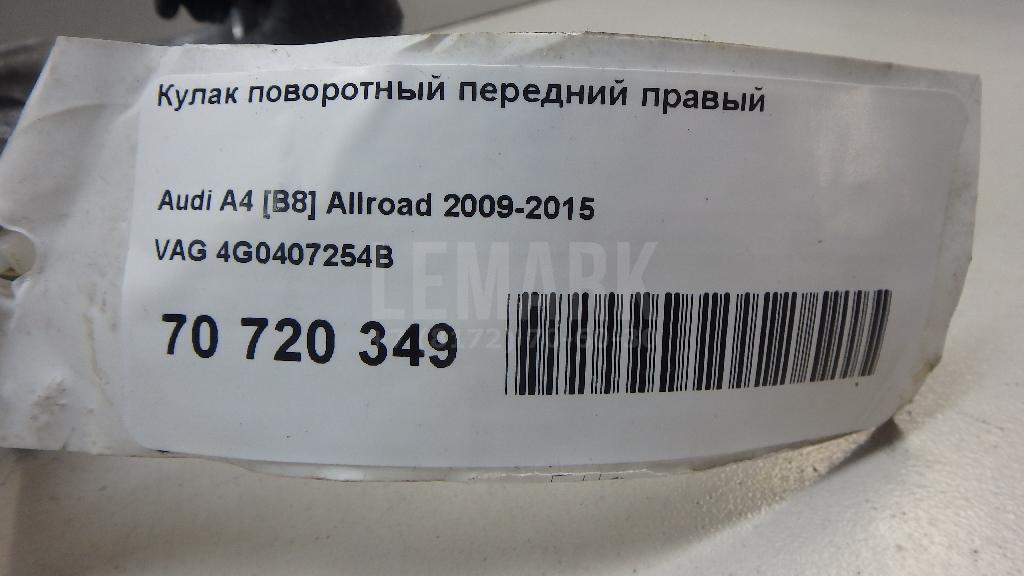 Кулак поворотный передний правый
Audi A4 [B8] Allroad 2009-2015
VAG 4G0407254B
LEMARK
70 720 349